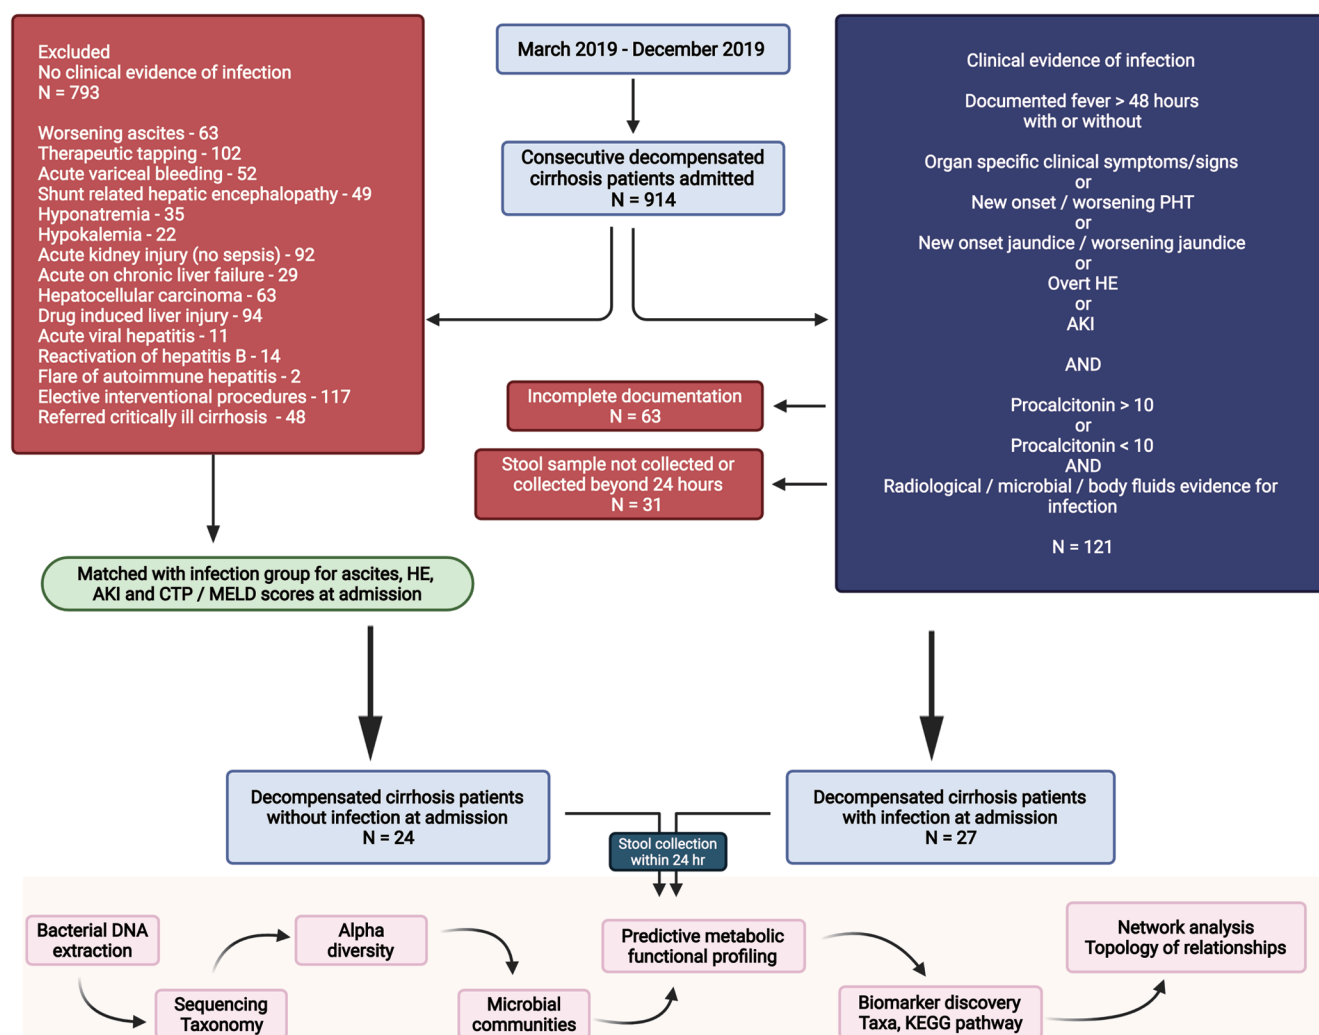 Excluded
No clinical evidence of infection
N = 793
Worsening ascites - 63
Therapeutic tapping - 102
Acute variceal bleeding - 52
Shunt related hepatic encephalopathy - 49
Hyponatremia - 35
Hypokalemia - 22
Acute kidney injury (no sepsis) - 92
Acute on chronic liver failure - 29
Hepatocellular carcinoma - 63
Drug induced liver injury - 94
Acute viral hepatitis - 11
Reactivation of hepatitis B - 14
Flare of autoimmune hepatitis - 2
Elective interventional procedures - 117
Referred critically ill cirrhosis - 48
March 2019 - December 2019
Consecutive decompensated
cirrhosis patients admitted
N = 914
Clinical evidence of infection
Documented fever > 48 hours
with or without
Organ specific clinical symptoms/signs
or
New onset / worsening PHT
or
New onset jaundice / worsening jaundice
or
Overt HE
or
AKI
AND
Procalcitonin > 10
or
Procalcitonin < 10
AND
Radiological / microbial / body fluids evidence for
infection
N = 121
Incomplete documentation
N = 63
Stool sample not collected or
collected beyond 24 hours
N = 31
Matched with infection group for ascites, HE,
AKI and CTP / MELD scores at admission
Decompensated cirrhosis patients
without infection at admission
N = 24
Decompensated cirrhosis patients
with infection at admission
N = 27
Stool collection
within 24 hr
Bacterial DNA
extraction
Sequencing
Taxonomy
Alpha
diversity
Microbial
communities
Predictive metabolic
functional profiling
Biomarker discovery
Taxa, KEGG pathway
Network analysis
Topology of relationships